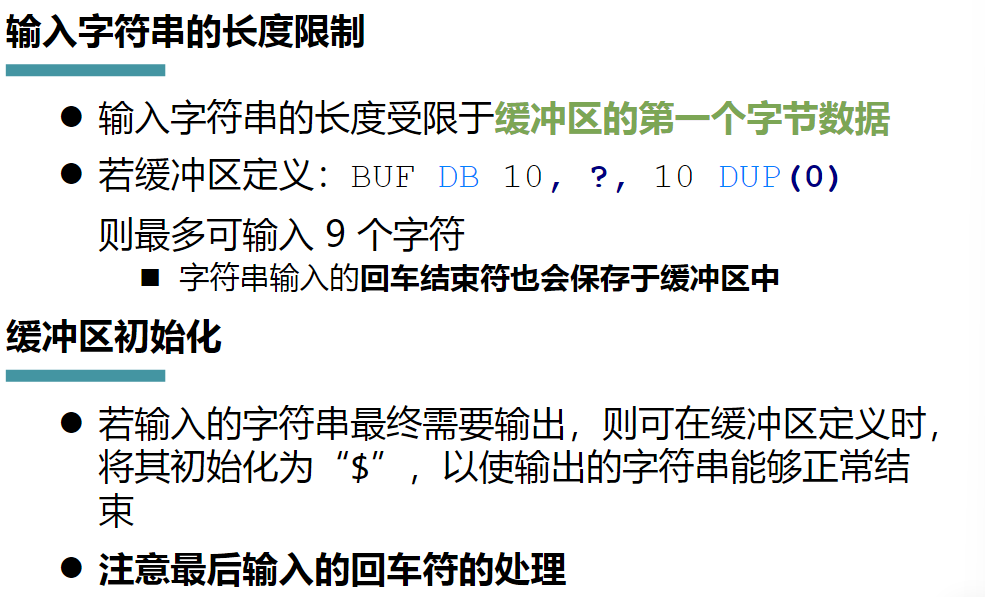 输入字符串的长度限制
● 输入字符串的长度受限于缓冲区的第一个字节数据
● 若缓冲区定义：BUF DB 10, ?, 10 DUP(0)
则最多可输入 9 个字符
■ 字符串输入的回车结束符也会保存于缓冲区中
缓冲区初始化
● 若输入的字符串最终需要输出，则可在缓冲区定义时，
将其初始化为“$”，以使输出的字符串能够正常结
束
● 注意最后输入的回车符的处理